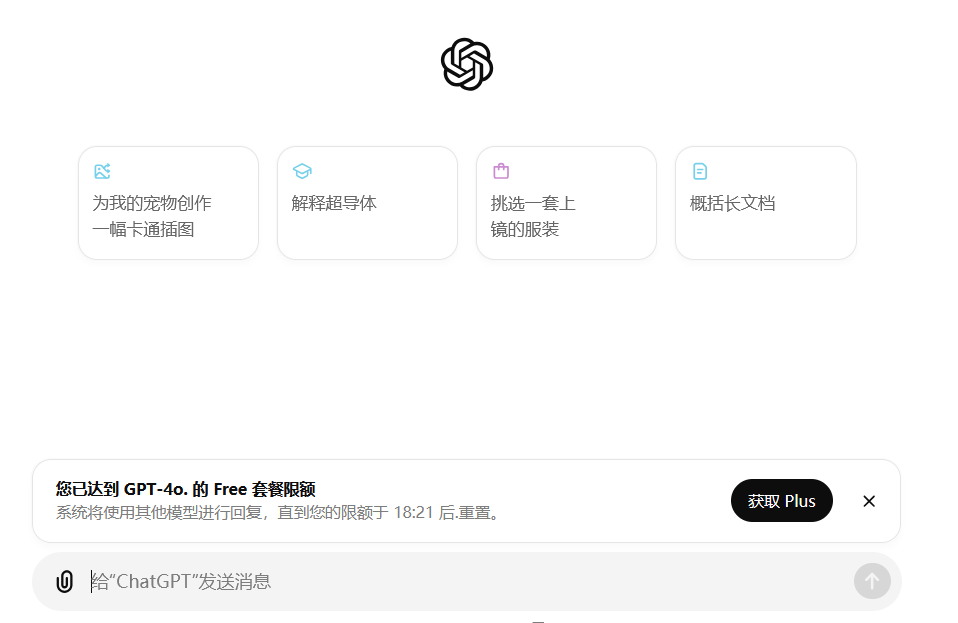 为我的宠物创作
一幅卡通插图
解释超导体
挑选一套上
镜的服装
概括长文档
您已达到 GPT-4o. 的 Free 套餐限额
系统将使用其他模型进行回复，直到您的限额于 18:21 后.重置。
获取 Plus
给“ChatGPT”发送消息